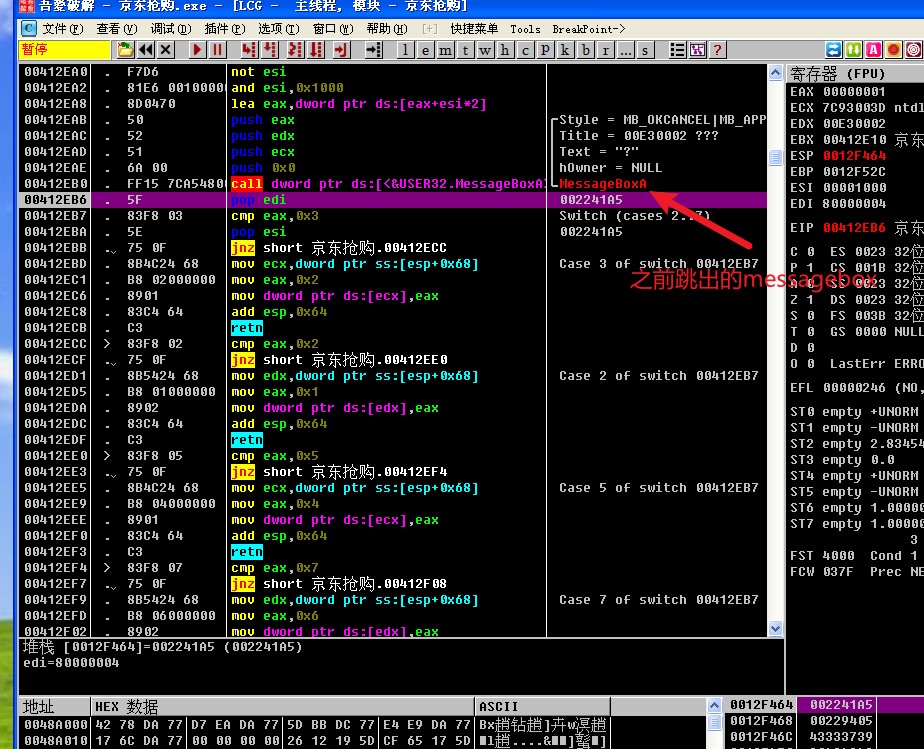 吾爱破解 - 京东抢购.exe - [LCG - 主线程, 模块 - 京东抢购]
文件(F) 查看(V) 调试(D) 插件(P) 选项(T) 窗口(W) 帮助(H) [+] 快捷菜单 Tools BreakPoint->
暂停 l e m t w h c P k b r ... s ?
00412EA0 . F7D6 not esi
00412EA2 . 81E6 00100000 and esi,0x1000
00412EA8 . 8D0470 lea eax,dword ptr ds:[eax+esi*2]
00412EAB . 50 push eax Style = MB_OKCANCEL|MB_APP
00412EAC . 52 push edx Title = 00E30002 ???
00412EAD . 51 push ecx Text = "?"
00412EAE . 6A 00 push 0x0 hOwner = NULL
00412EB0 . FF15 7CA54800 call dword ptr ds:[<&USER32.MessageBoxA> MessageBoxA
00412EB6 . 5F pop edi 002241A5
00412EB7 . 83F8 03 cmp eax,0x3 Switch (cases 2..7)
00412EBA . 5E pop esi 002241A5
00412EBB . 75 0F jnz short 京东抢购.00412ECC
00412EBD . 8B4C24 68 mov ecx,dword ptr ss:[esp+0x68] Case 3 of switch 00412EB7
00412EC1 . B8 02000000 mov eax,0x2
00412EC6 . 8901 mov dword ptr ds:[ecx],eax
00412EC8 . 83C4 64 add esp,0x64
00412ECB . C3 retn
00412ECC > 83F8 02 cmp eax,0x2
00412ECF . 75 0F jnz short 京东抢购.00412EE0
00412ED1 . 8B5424 68 mov edx,dword ptr ss:[esp+0x68] Case 2 of switch 00412EB7
00412ED5 . B8 01000000 mov eax,0x1
00412EDA . 8902 mov dword ptr ds:[edx],eax
00412EDC . 83C4 64 add esp,0x64
00412EDF . C3 retn
00412EE0 > 83F8 05 cmp eax,0x5
00412EE3 . 75 0F jnz short 京东抢购.00412EF4
00412EE5 . 8B4C24 68 mov ecx,dword ptr ss:[esp+0x68] Case 5 of switch 00412EB7
00412EE9 . B8 04000000 mov eax,0x4
00412EEE . 8901 mov dword ptr ds:[ecx],eax
00412EF0 . 83C4 64 add esp,0x64
00412EF3 . C3 retn
00412EF4 > 83F8 07 cmp eax,0x7
00412EF7 . 75 0F jnz short 京东抢购.00412F08
00412EF9 . 8B5424 68 mov edx,dword ptr ss:[esp+0x68] Case 7 of switch 00412EB7
00412EFD . B8 06000000 mov eax,0x6
00412F02 . 8902 mov dword ptr ds:[edx],eax
之前跳出的messagebox
寄存器 (FPU)
EAX 00000001
ECX 7C93003D ntdl
EDX 00E30002
EBX 00412E10 京东
ESP 0012F464
EBP 0012F52C
ESI 00001000
EDI 80000004
EIP 00412EB6 京东
C 0 ES 0023 32位
P 1 CS 001B 32位
A 0 SS 0023 32位
Z 1 DS 0023 32位
S 0 FS 003B 32位
T 0 GS 0000 NULL
D 0
O 0 LastErr ERRO
EFL 00000246 (NO,
ST0 empty +UNORM
ST1 empty -UNORM
ST2 empty 2.83454
ST3 empty 0.0
ST4 empty +UNORM
ST5 empty -UNORM
ST6 empty 1.00000
ST7 empty 1.00000
3
FST 4000 Cond 1
FCW 037F Prec NE
堆栈 [0012F464]=002241A5 (002241A5)
edi=80000004
地址 HEX 数据 ASCII
0048A000 42 78 DA 77 D7 EA DA 77 5D BB DC 77 E4 E9 DA 77
0048A010 17 6C DA 77 00 00 00 00 26 12 19 5D CF 65 17 5D
0012F464 002241A5
0012F468 00229405
0012F46C 43333739